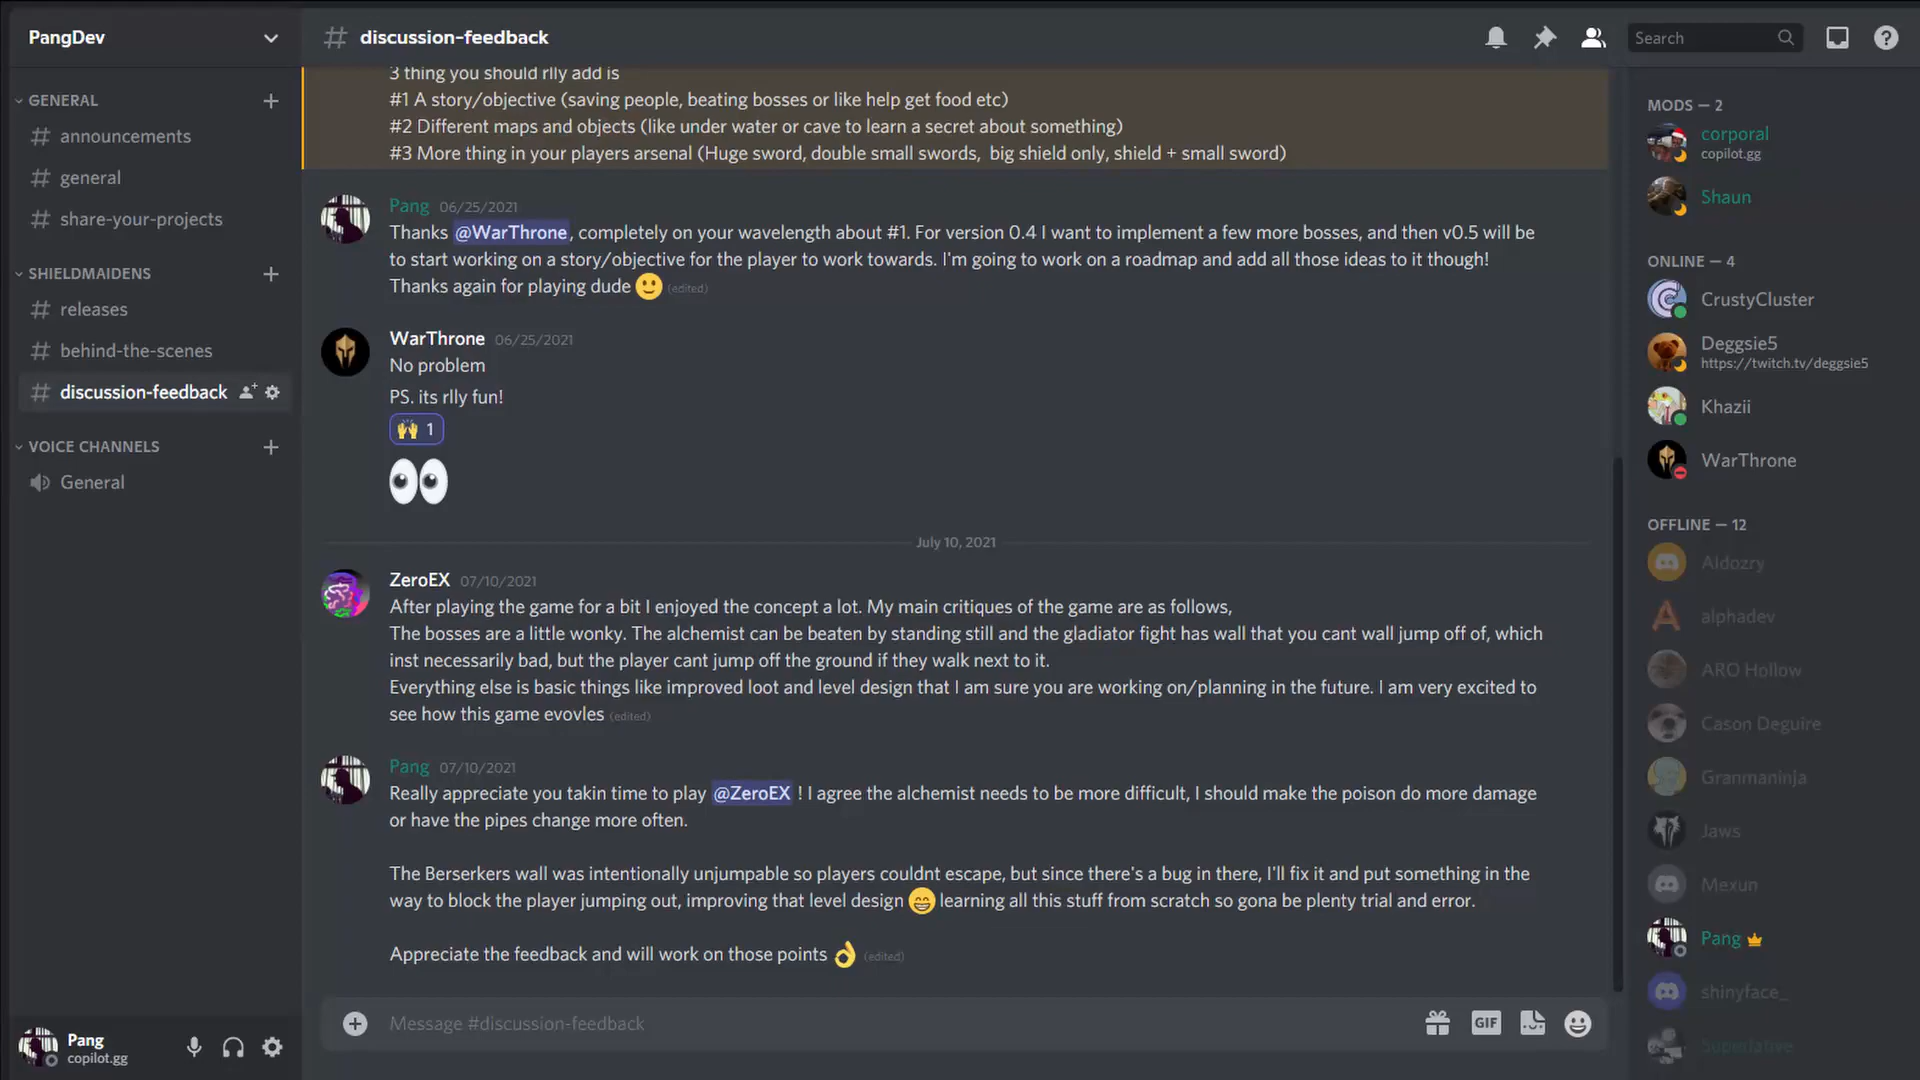 PangDev
GENERAL
announcements
general
share-your-projects
SHIELDMAIDENS
releases
behind-the-scenes
discussion-feedback
VOICE CHANNELS
General
Pang
copilot.gg
discussion-feedback
Search
3 thing you should rlly add is
#1 A story/objective (saving people, beating bosses or like help get food etc)
#2 Different maps and objects (like under water or cave to learn a secret about something)
#3 More thing in your players arsenal (Huge sword, double small swords,  big shield only, shield + small sword)
Pang 06/25/2021
Thanks @WarThrone, completely on your wavelength about #1. For version 0.4 I want to implement a few more bosses, and then v0.5 will be
to start working on a story/objective for the player to work towards. I'm going to work on a roadmap and add all those ideas to it though!
Thanks again for playing dude 🙂 (edited)
WarThrone 06/25/2021
No problem
PS. its rlly fun!
🙌 1
👀
July 10, 2021
ZeroEX 07/10/2021
After playing the game for a bit I enjoyed the concept a lot. My main critiques of the game are as follows,
The bosses are a little wonky. The alchemist can be beaten by standing still and the gladiator fight has wall that you cant wall jump off of, which
inst necessarily bad, but the player cant jump off the ground if they walk next to it.
Everything else is basic things like improved loot and level design that I am sure you are working on/planning in the future. I am very excited to
see how this game evovles (edited)
Pang 07/10/2021
Really appreciate you takin time to play @ZeroEX ! I agree the alchemist needs to be more difficult, I should make the poison do more damage
or have the pipes change more often.
The Berserkers wall was intentionally unjumpable so players couldnt escape, but since there's a bug in there, I'll fix it and put something in the
way to block the player jumping out, improving that level design 😄 learning all this stuff from scratch so gona be plenty trial and error.
Appreciate the feedback and will work on those points 👌 (edited)
Message #discussion-feedback
GIF
MODS — 2
corporal
copilot.gg
Shaun
ONLINE — 4
CrustyCluster
Deggsie5
https://twitch.tv/deggsie5
Khazii
WarThrone
OFFLINE — 12
Aldozry
alphadev
ARO Hollow
Cason Deguire
Granmaninja
Jaws
Mexun
Pang
shinyface_
Superlative